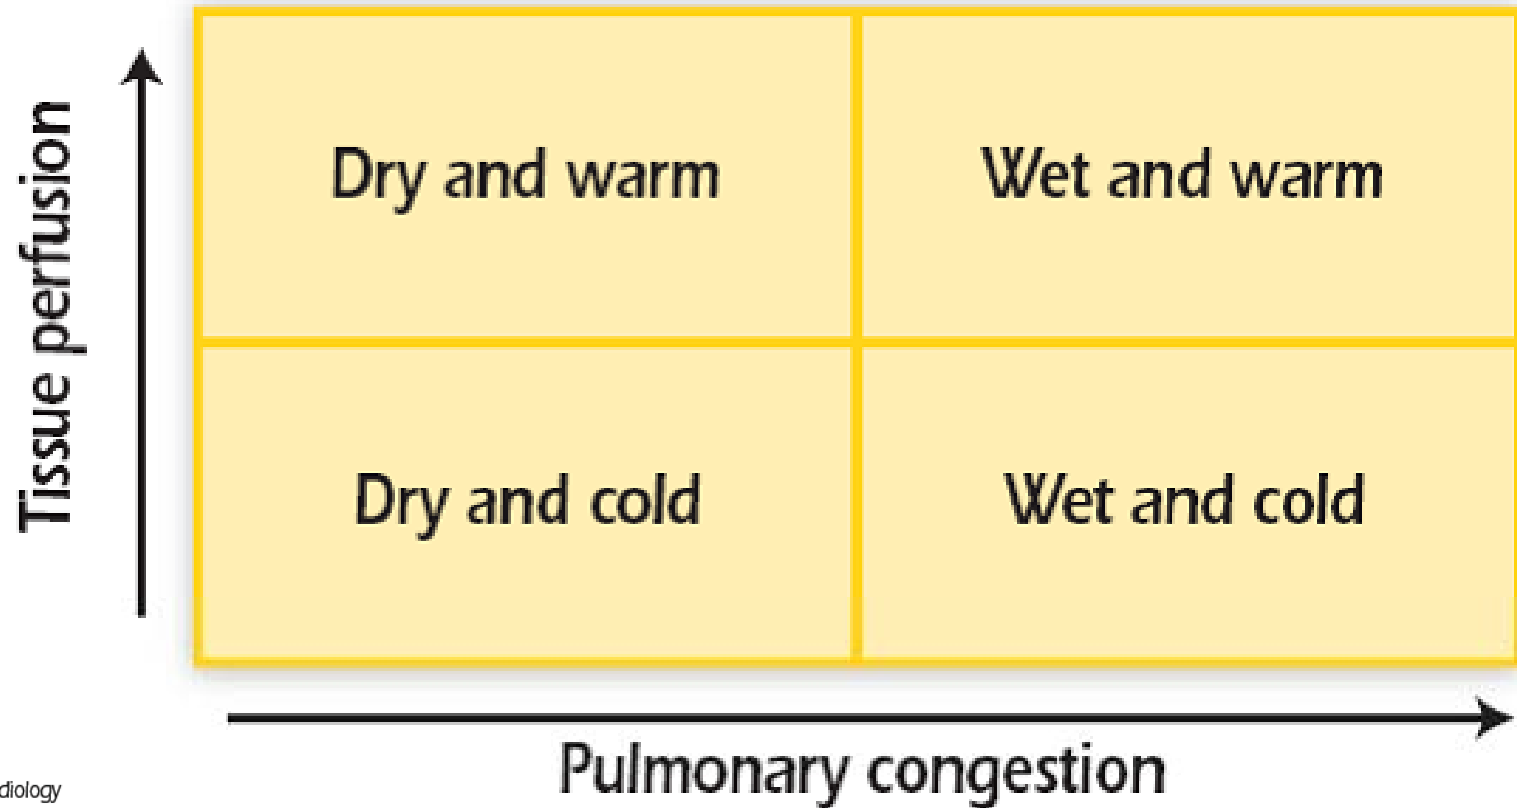 Tissue perfusion
Dry and warm
Wet and warm
Dry and cold
Wet and cold
Pulmonary congestion
diology